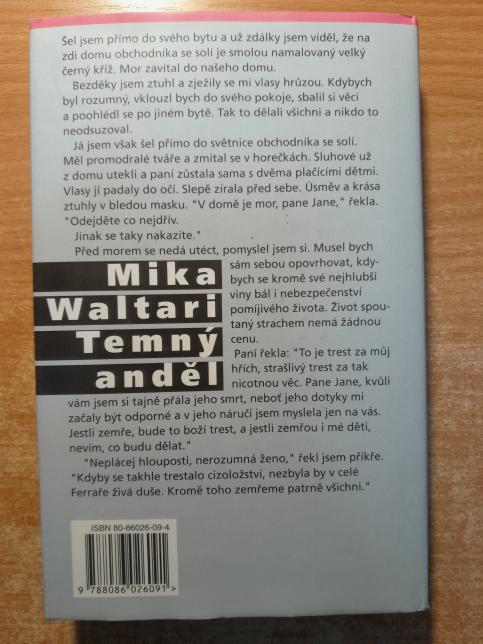 Šel jsem přímo do svého bytu a už zdálky jsem viděl, že na
zdi domu obchodníka se solí je smolou namalovaný velký
černý kříž. Mor zavítal do našeho domu.
Bezděky jsem ztuhl a zježily se mi vlasy hrůzou. Kdybych
byl rozumný, vklouzl bych do svého pokoje, sbalil si věci
a poohlédl se po jiném bytě. Tak to dělali všichni a nikdo to
neodsuzoval.
Já jsem však šel přímo do světnice obchodníka se solí.
Měl promodralé tváře a zmítal se v horečkách. Sluhové už
z domu utekli a paní zůstala sama s dvěma plačícími dětmi.
Vlasy jí padaly do očí. Slepě zírala před sebe. Úsměv a krása
ztuhly v bledou masku. "V domě je mor, pane Jane," řekla.
"Odejděte co nejdřív.
Jinak se taky nakazíte."
Před morem se nedá utéct, pomyslel jsem si. Musel bych
sám sebou opovrhovat, kdy-
bych se kromě své nejhlubší
viny bál i nebezpečenství
pomíjivého života. Život spou-
taný strachem nemá žádnou
cenu.
Mika
Waltari
Temný
anděl
Paní řekla: "To je trest za můj
hřích, strašlivý trest za tak
nicotnou věc. Pane Jane, kvůli
vám jsem si tajně přála jeho smrt, neboť jeho dotyky mi
začaly být odporné a v jeho náručí jsem myslela jen na vás.
Jestli zemře, bude to boží trest, a jestli zemřou i mé děti,
nevím, co budu dělat."
"Neplácej hlouposti, nerozumná ženo," řekl jsem příkře.
"Kdyby se takhle trestalo cizoložství, nezbyla by v celé
Ferraře živá duše. Kromě toho zemřeme patrně všichni."
ISBN 80-86026-09-4
9 788086 026091 >